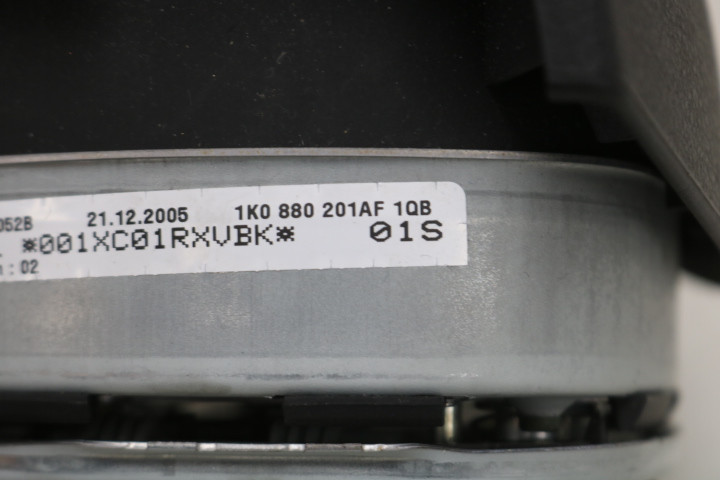 052B 21.12.2005 1K0 880 201AF 1QB
*001XC01RXVBK* 01S
: 02